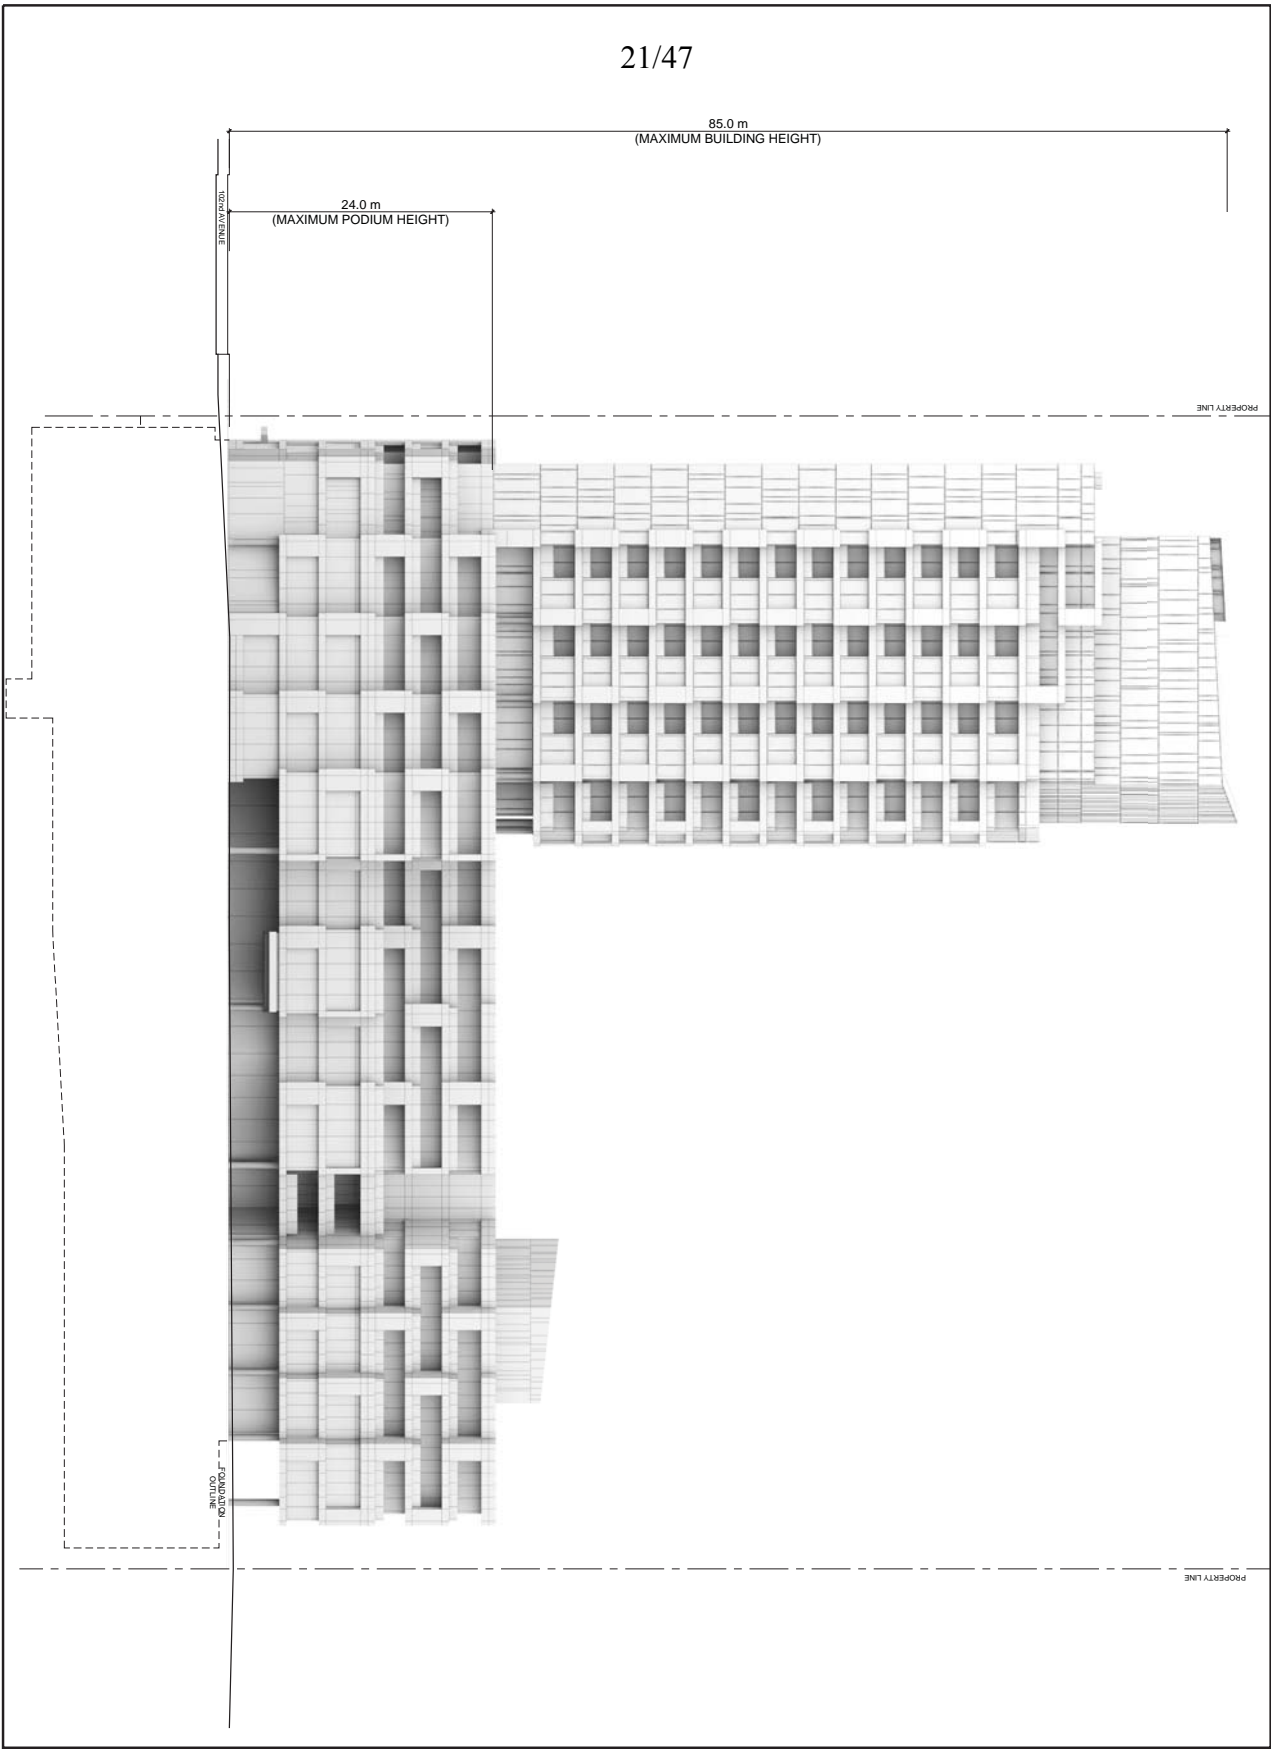 21/47
85.0 m
(MAXIMUM BUILDING HEIGHT)
102nd AVENUE
24.0 m
(MAXIMUM PODIUM HEIGHT)
PROPERTY LINE
FOUNDATION
OUTLINE
PROPERTY LINE